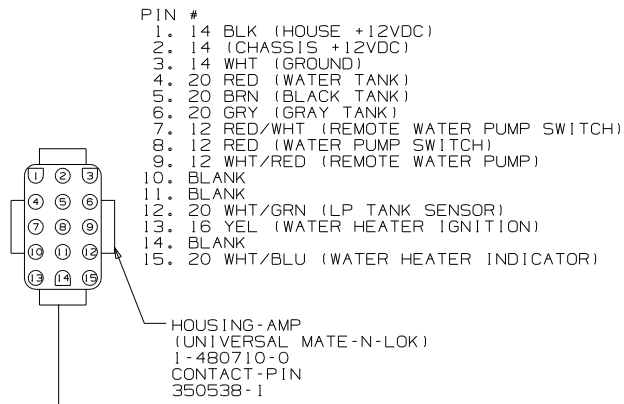 PIN #
1. 14 BLK (HOUSE +12VDC)
2. 14 (CHASSIS +12VDC)
3. 14 WHT (GROUND)
4. 20 RED (WATER TANK)
5. 20 BRN (BLACK TANK)
6. 20 GRY (GRAY TANK)
7. 12 RED/WHT (REMOTE WATER PUMP SWITCH)
8. 12 RED (WATER PUMP SWITCH)
9. 12 WHT/RED (REMOTE WATER PUMP)
10. BLANK
11. BLANK
12. 20 WHT/GRN (LP TANK SENSOR)
13. 16 YEL (WATER HEATER IGNITION)
14. BLANK
15. 20 WHT/BLU (WATER HEATER INDICATOR)
1 2 3
4 5 6
7 8 9
10 11 12
13 14 15
HOUSING-AMP
(UNIVERSAL MATE-N-LOK)
1-480710-0
CONTACT-PIN
350538-1